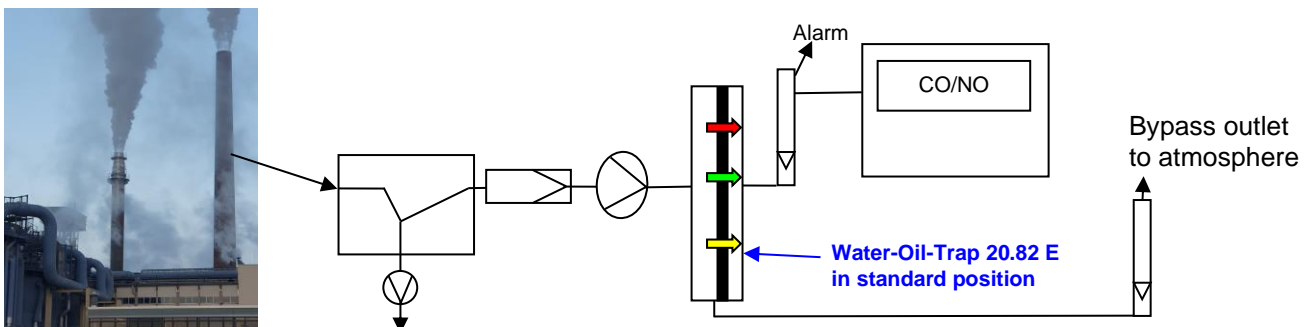 Alarm
CO/NO
Bypass outlet
to atmosphere
Water-Oil-Trap 20.82 E
in standard position